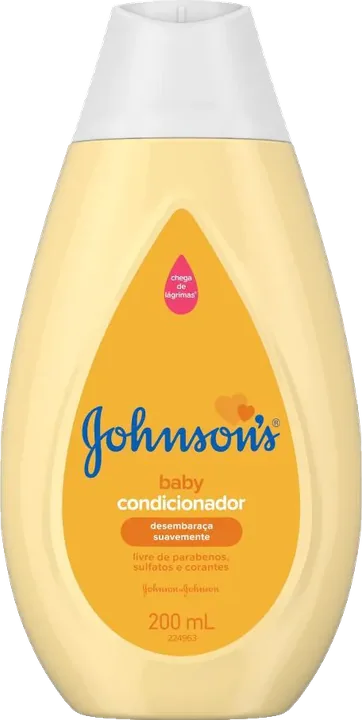 chega
de
lágrimas*
Johnson's®
baby
condicionador
desembaraça
suavemente
livre de parabenos,
sulfatos e corantes
Johnson & Johnson
200 mL
224963